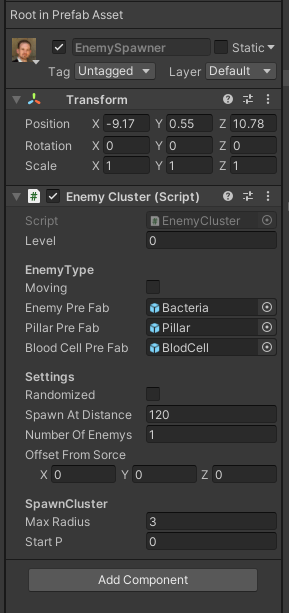 Root in Prefab Asset
EnemySpawner Static
Tag Untagged Layer Default
Transform
Position X -9.17 Y 0.55 Z 10.78
Rotation X 0 Y 0 Z 0
Scale X 1 Y 1 Z 1
# Enemy Cluster (Script)
Script # EnemyCluster
Level 0
EnemyType
Moving
Enemy Pre Fab Bacteria
Pillar Pre Fab Pillar
Blood Cell Pre Fab BlodCell
Settings
Randomized
Spawn At Distance 120
Number Of Enemys 1
Offset From Sorce
X 0 Y 0 Z 0
SpawnCluster
Max Radius 3
Start P 0
Add Component